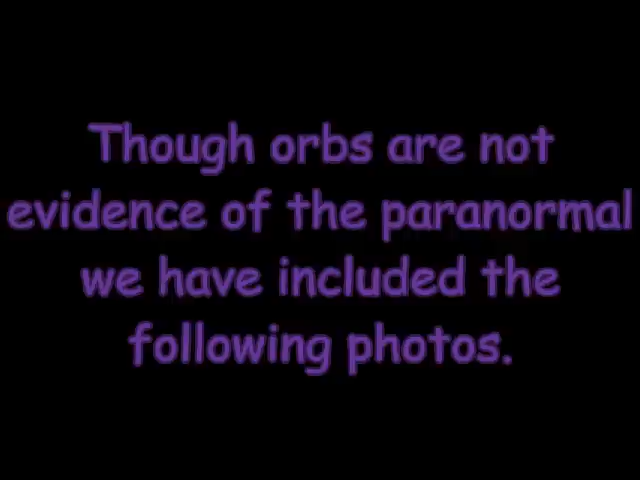 Though orbs are not
evidence of the paranormal
we have included the
following photos.